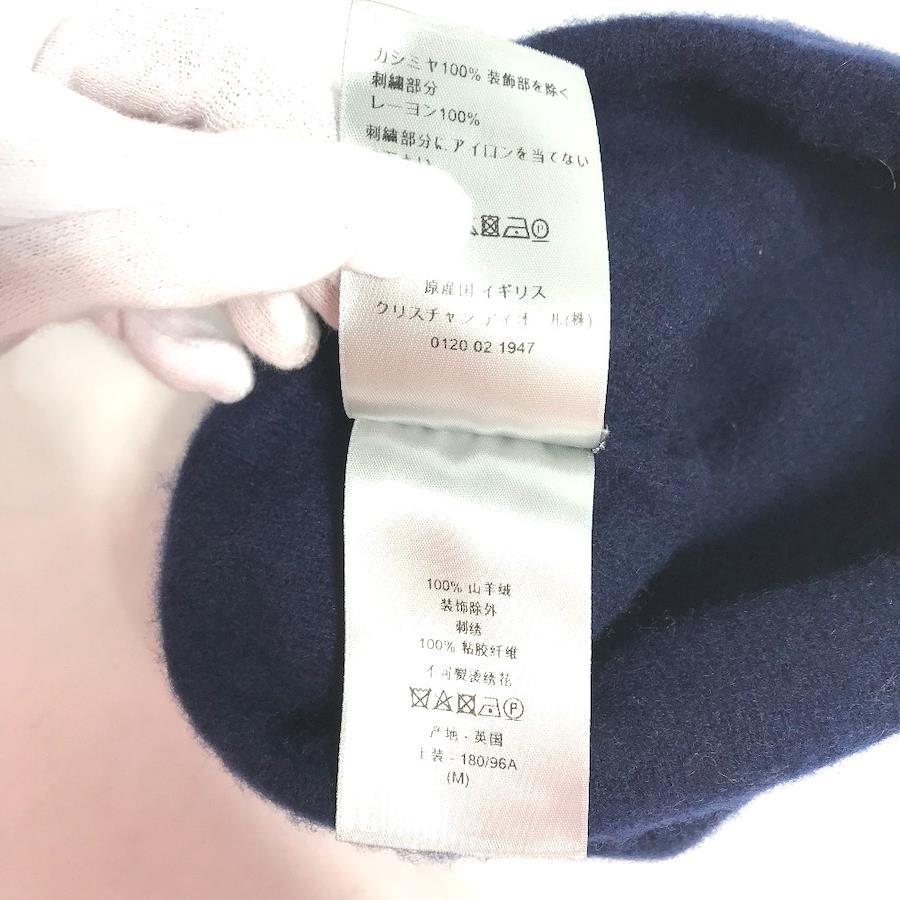 カシミヤ100% 装飾部を除く
刺繍部分
レーヨン100%
刺繍部分にアイロンを当てない
P
原産国 イギリス
クリスチャン ディオール(株)
0120 02 1947
100% 山羊绒
装饰除外
刺绣
100% 粘胶纤维
不可熨烫绣花
P
产地 - 英国
上装 - 180/96A
(M)